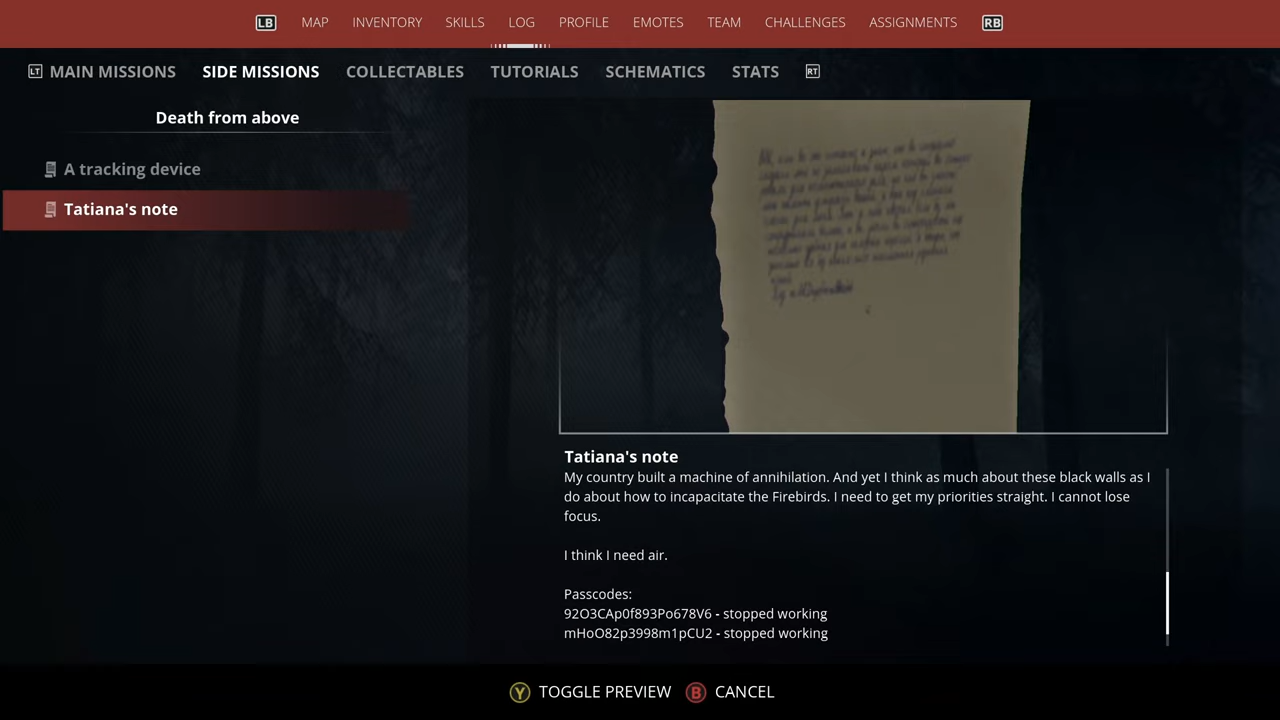 LB MAP INVENTORY SKILLS LOG PROFILE EMOTES TEAM CHALLENGES ASSIGNMENTS RB
LT MAIN MISSIONS SIDE MISSIONS COLLECTABLES TUTORIALS SCHEMATICS STATS RT
Death from above
A tracking device
Tatiana's note
Tatiana's note
My country built a machine of annihilation. And yet I think as much about these black walls as I
do about how to incapacitate the Firebirds. I need to get my priorities straight. I cannot lose
focus.
I think I need air.
Passcodes:
92O3CAp0f893Po678V6 - stopped working
mHoO82p3998m1pCU2 - stopped working
Y TOGGLE PREVIEW B CANCEL